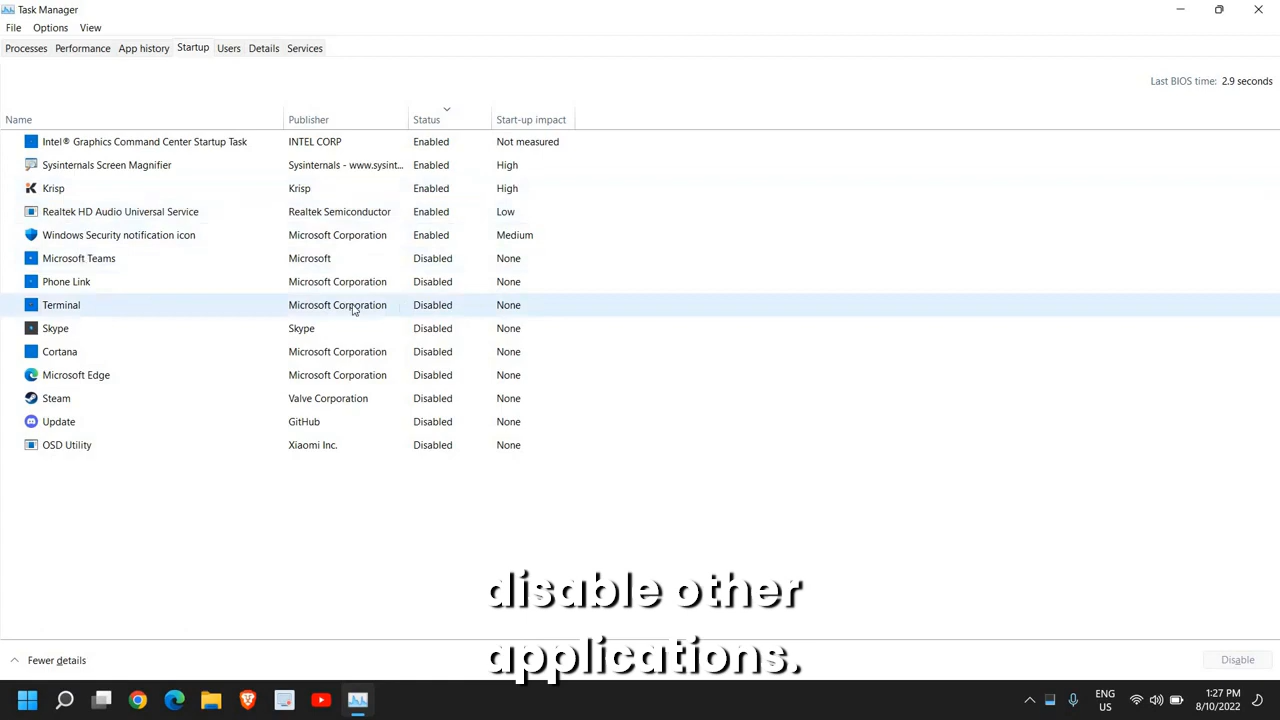 Task Manager
File Options View
Processes Performance App history Startup Users Details Services
Last BIOS time: 2.9 seconds
Name Publisher Status Start-up impact
Intel® Graphics Command Center Startup Task INTEL CORP Enabled Not measured
Sysinternals Screen Magnifier Sysinternals - www.sysint... Enabled High
Krisp Krisp Enabled High
Realtek HD Audio Universal Service Realtek Semiconductor Enabled Low
Windows Security notification icon Microsoft Corporation Enabled Medium
Microsoft Teams Microsoft Disabled None
Phone Link Microsoft Corporation Disabled None
Terminal Microsoft Corporation Disabled None
Skype Skype Disabled None
Cortana Microsoft Corporation Disabled None
Microsoft Edge Microsoft Corporation Disabled None
Steam Valve Corporation Disabled None
Update GitHub Disabled None
OSD Utility Xiaomi Inc. Disabled None
disable other
applications.
Fewer details Disable
ENG 1:27 PM
US 8/10/2022